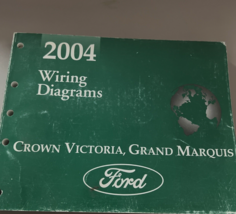 2004
Wiring
Diagrams
CROWN VICTORIA, GRAND MARQUIS
Ford